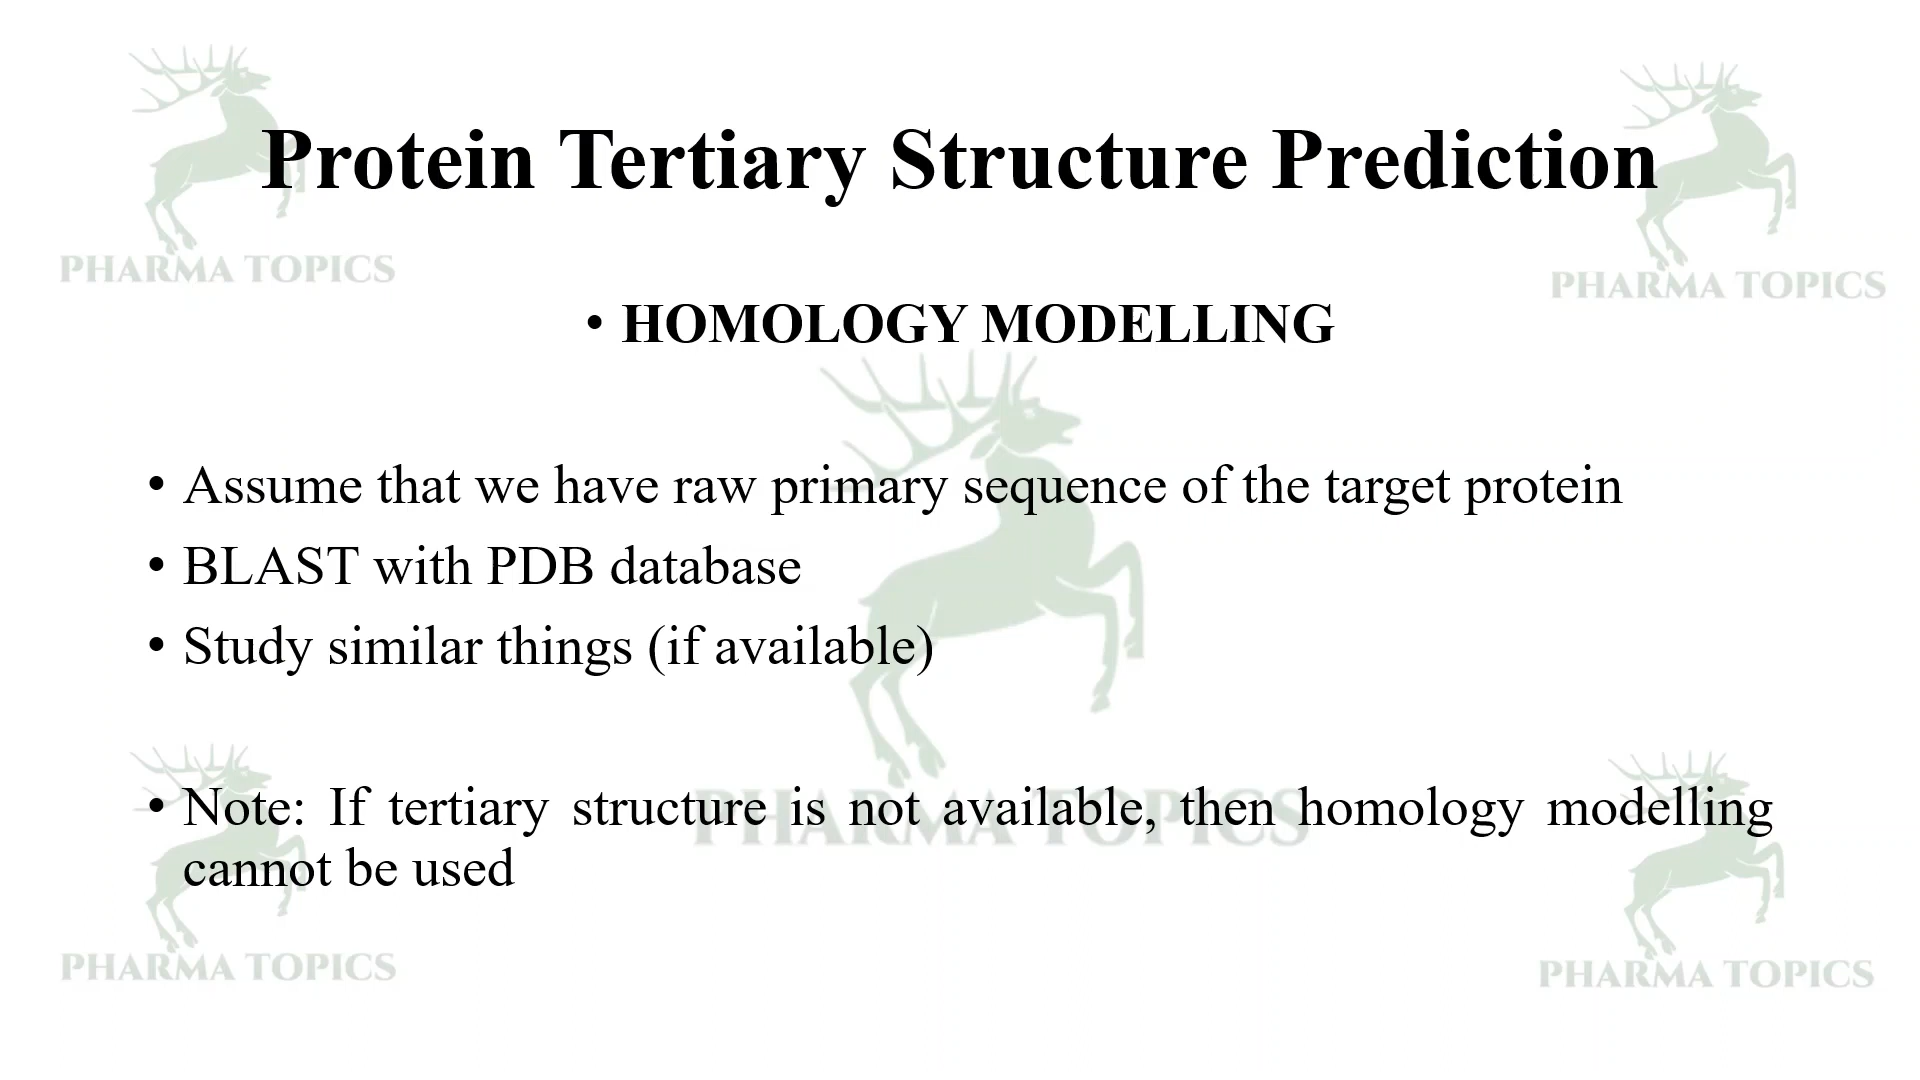 Protein Tertiary Structure Prediction
PHARMA TOPICS
PHARMA TOPICS
• HOMOLOGY MODELLING
• Assume that we have raw primary sequence of the target protein
• BLAST with PDB database
• Study similar things (if available)
• Note: If tertiary structure is not available, then homology modelling
cannot be used
PHARMA TOPICS
PHARMA TOPICS
PHARMA TOPICS